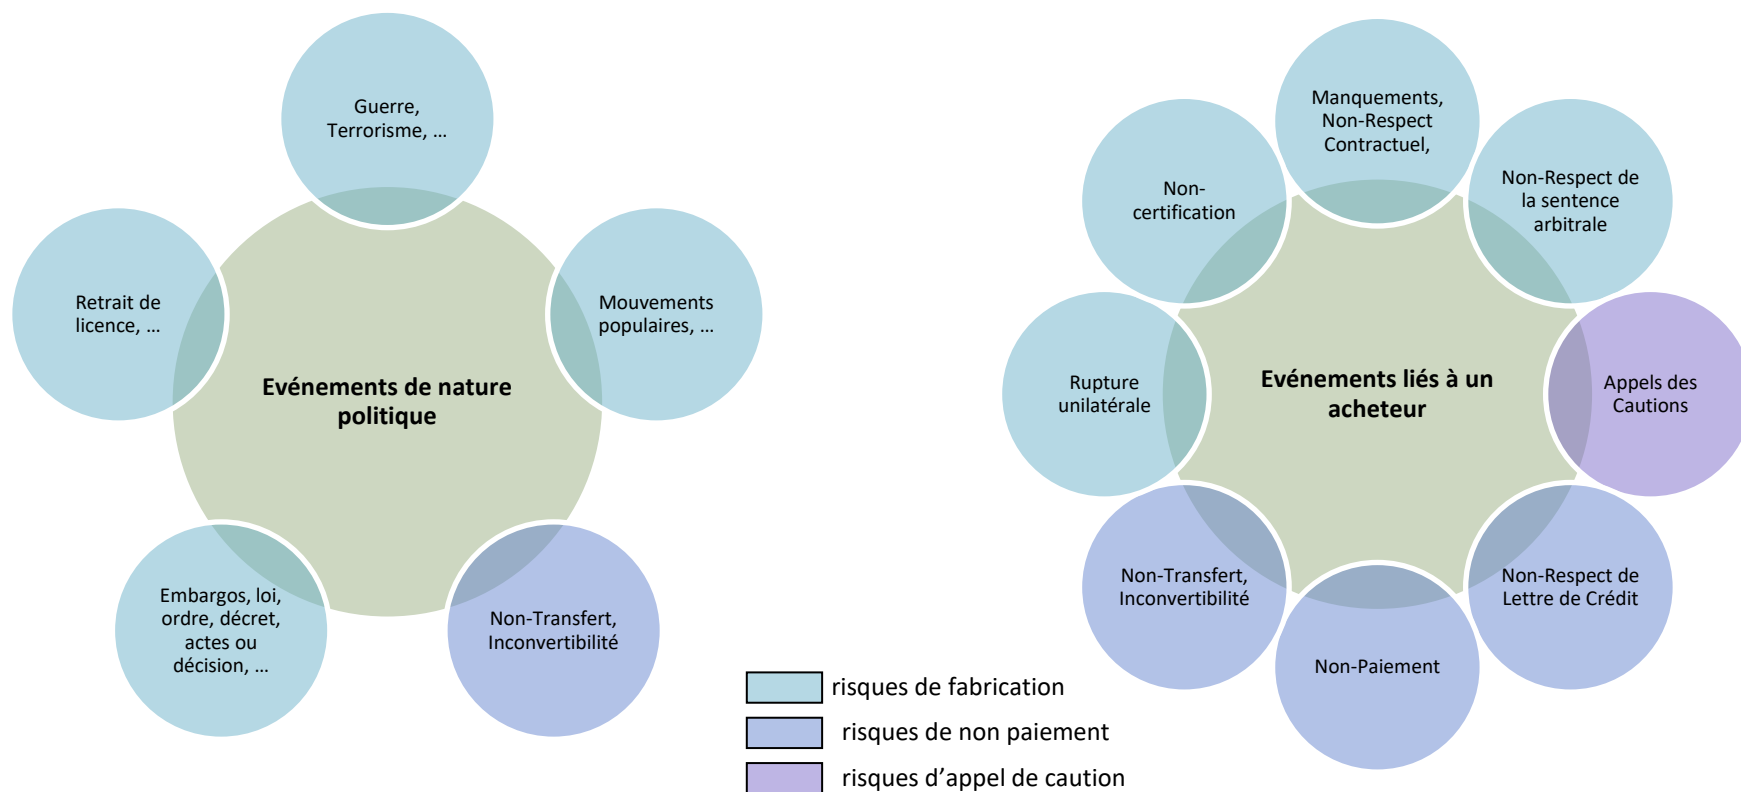 Guerre,
Terrorisme, ...
Retrait de
licence, ...
Mouvements
populaires, ...
Evénements de nature
politique
Embargos, loi,
ordre, décret,
actes ou
décision, ...
Non-Transfert,
Inconvertibilité
Manquements,
Non-Respect
Contractuel,
Non-
certification
Non-Respect de
la sentence
arbitrale
Rupture
unilatérale
Evénements liés à un
acheteur
Appels des
Cautions
Non-Transfert,
Inconvertibilité
Non-Paiement
Non-Respect de
Lettre de Crédit
risques de fabrication
risques de non paiement
risques d’appel de caution